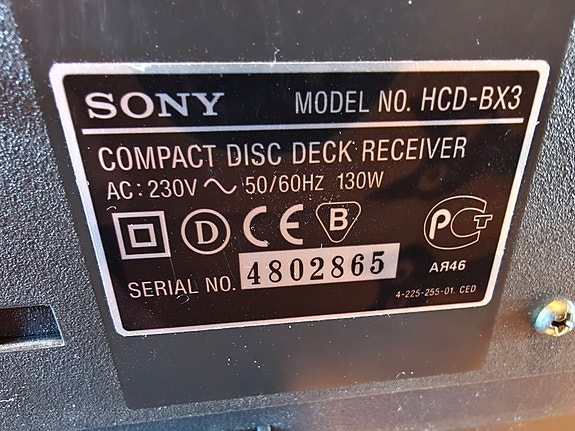 SONY MODEL NO. HCD-BX3
COMPACT DISC DECK RECEIVER
AC: 230V ~ 50/60HZ 130W
D CE B PCT
SERIAL NO. 4802865 АЯ46
4-225-255-01. CED